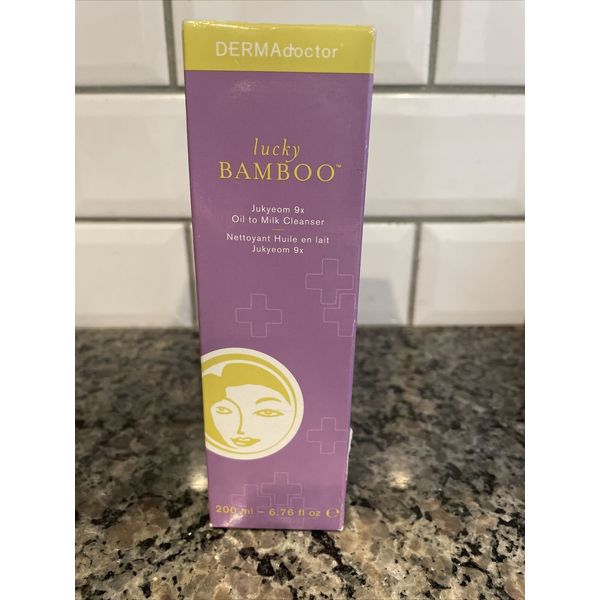 DERMAdoctor®
lucky
BAMBOO™
Jukyeom 9x
Oil to Milk Cleanser
Nettoyant Huile en lait
Jukyeom 9x
200 ml – 6.76 fl oz ℮